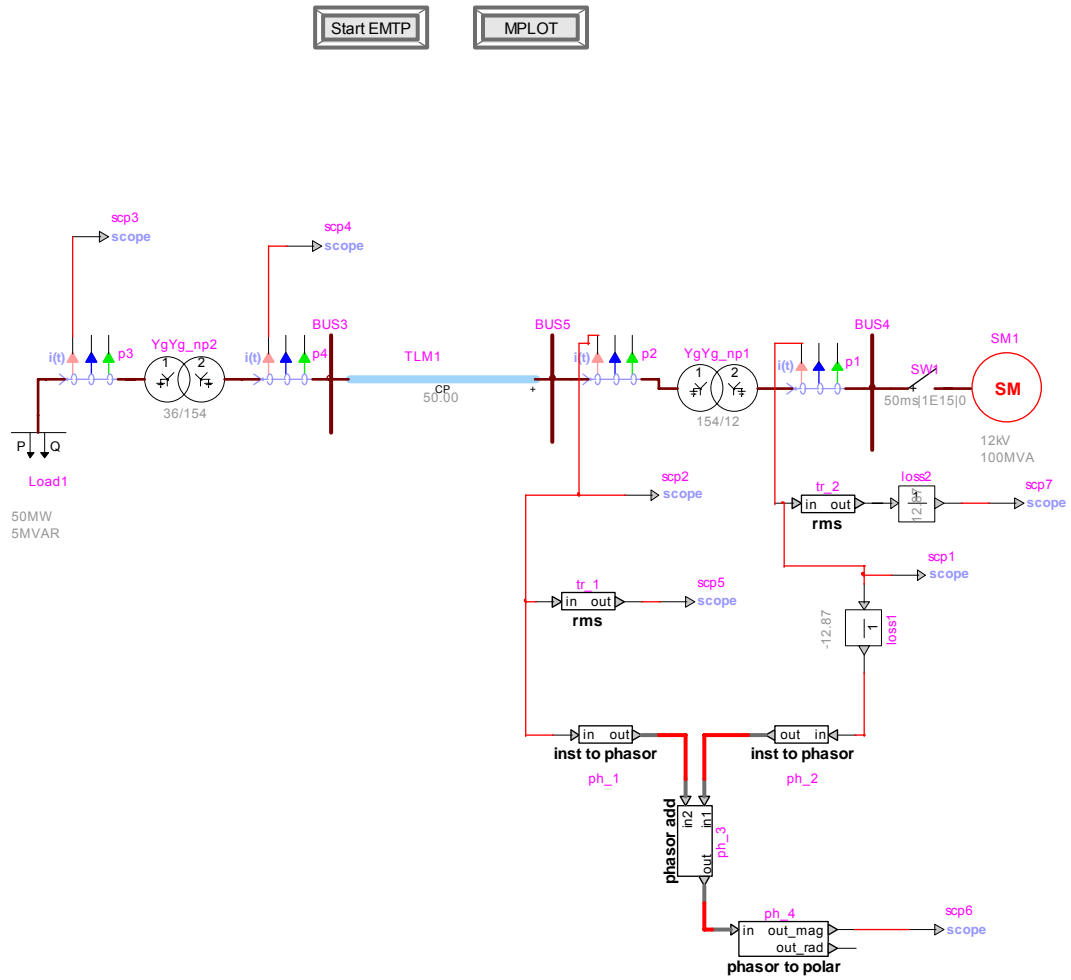 Start EMTP
MPLOT
scp3
scope
scp4
scope
BUS3
BUS5
BUS4
SM1
YgYg_np2
TLM1
YgYg_np1
i(t)
p3
1
2
i(t)
p4
i(t)
p2
1
2
i(t)
p1
SW1
SM
CP
+
50.00
+
50ms|1E15|0
36/154
154/12
P
Q
12kV
100MVA
Load1
50MW
5MVAR
scp2
scope
tr_2
loss2
scp7
in
out
1
12.87
scope
rms
scp1
scope
tr_1
scp5
in
out
scope
rms
-12.87
1
loss1
in
out
out
in
inst to phasor
inst to phasor
ph_1
ph_2
phasor add
in2
in1
out
ph_3
ph_4
scp6
in
out_mag
scope
out_rad
phasor to polar